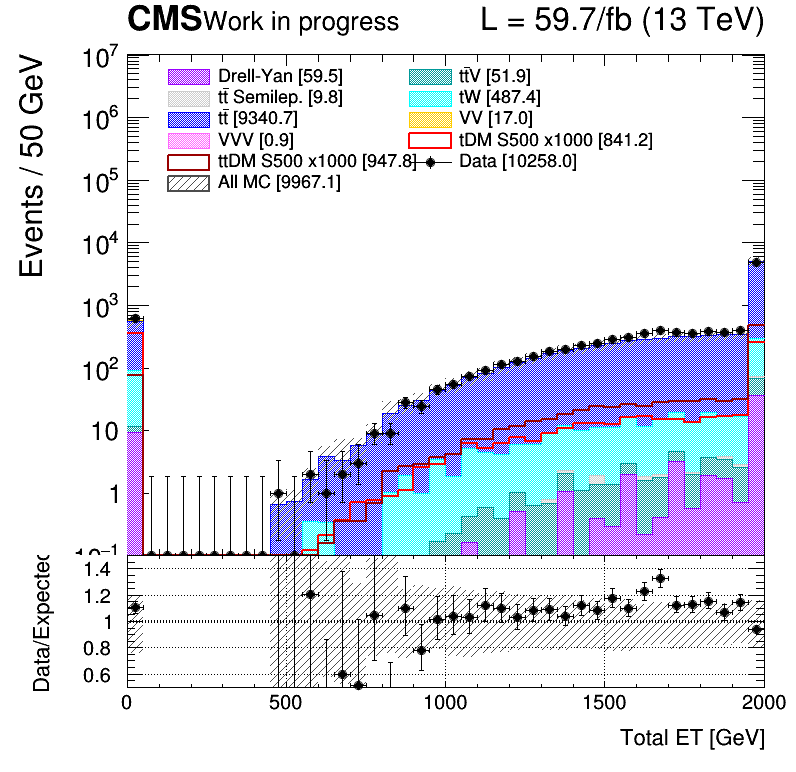 CMS Work in progress L = 59.7/fb (13 TeV)
Events / 50 GeV
10⁷
10⁶
10⁵
10⁴
10³
10²
10
1
10⁻¹
Drell-Yan [59.5] tt̄V [51.9]
tt̄ Semilep. [9.8] tW [487.4]
tt̄ [9340.7] VV [17.0]
VVV [0.9] tDM S500 x1000 [841.2]
ttDM S500 x1000 [947.8] Data [10258.0]
All MC [9967.1]
Data/Expected
1.4
1.2
1
0.8
0.6
0 500 1000 1500 2000
Total ET [GeV]